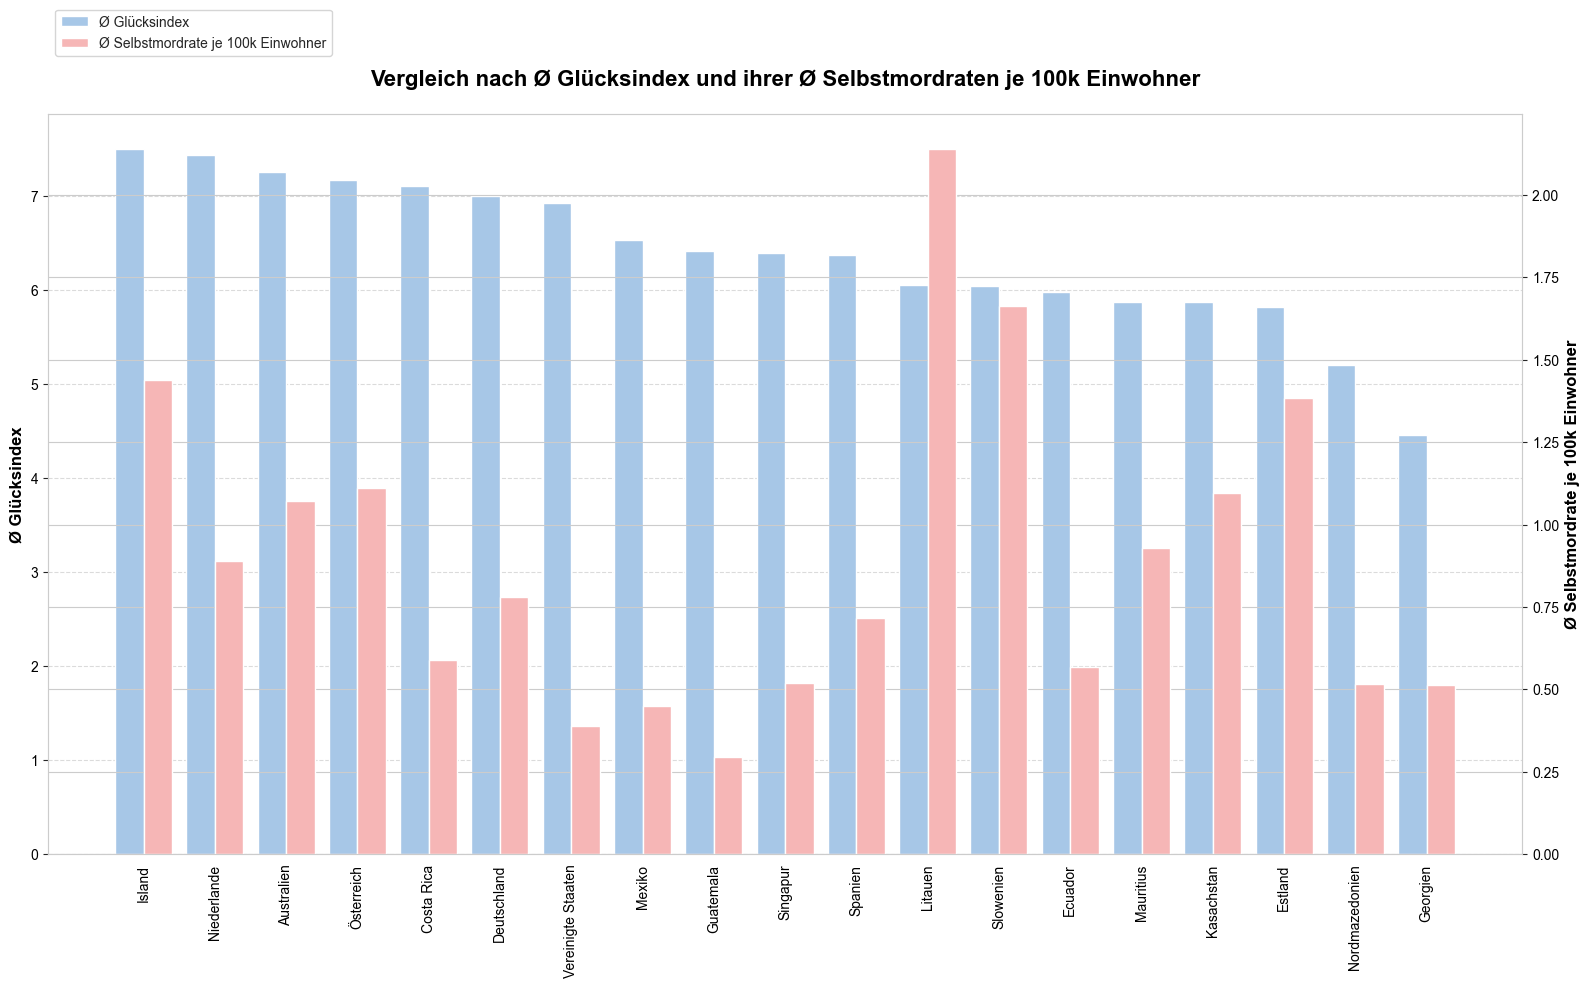 Ø Glücksindex
Ø Selbstmordrate je 100k Einwohner
Vergleich nach Ø Glücksindex und ihrer Ø Selbstmordraten je 100k Einwohner
Ø Glücksindex
7
6
5
4
3
2
1
0
2.00
1.75
1.50
1.25
1.00
0.75
0.50
0.25
0.00
Ø Selbstmordrate je 100k Einwohner
Island
Niederlande
Australien
Österreich
Costa Rica
Deutschland
Vereinigte Staaten
Mexiko
Guatemala
Singapur
Spanien
Litauen
Slowenien
Ecuador
Mauritius
Kasachstan
Estland
Nordmazedonien
Georgien